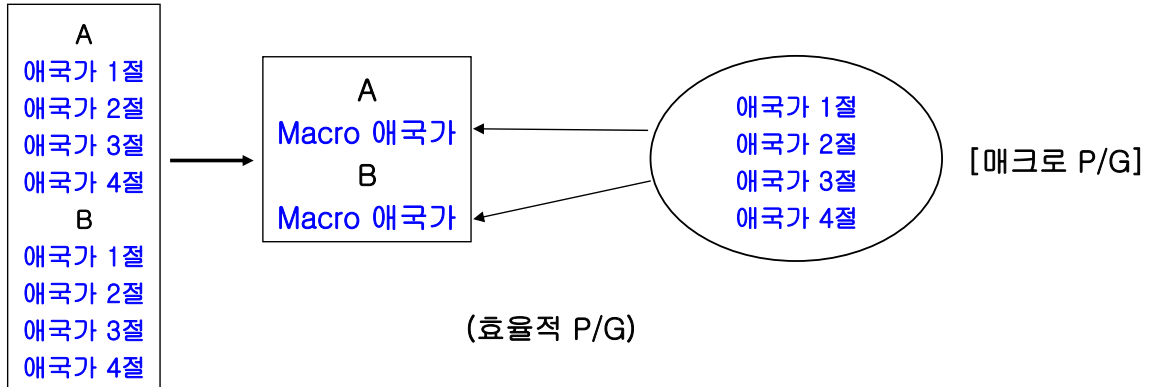 A
애국가 1절
애국가 2절
애국가 3절
애국가 4절
B
애국가 1절
애국가 2절
애국가 3절
애국가 4절
A
Macro 애국가
B
Macro 애국가
애국가 1절
애국가 2절
애국가 3절
애국가 4절
[매크로 P/G]
(효율적 P/G)